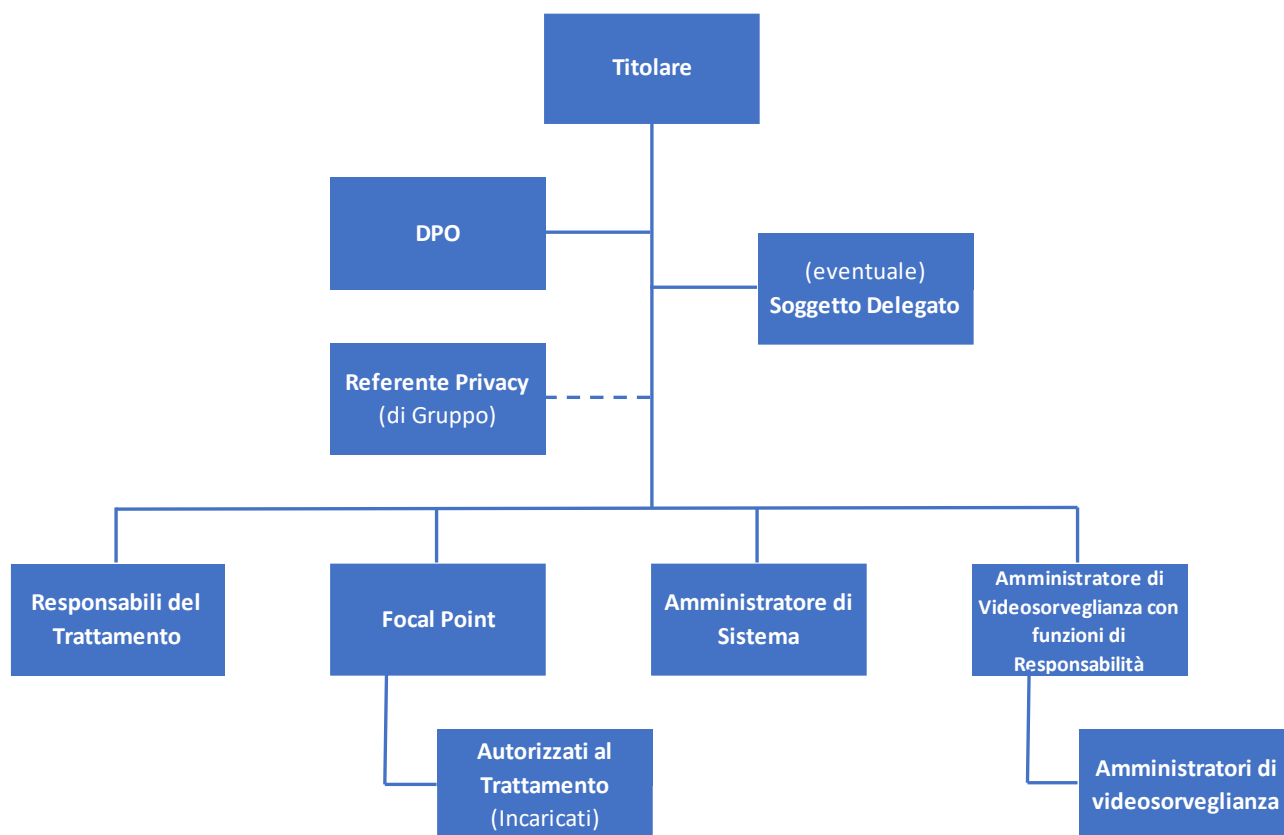 Titolare
DPO
(eventuale)
Soggetto Delegato
Referente Privacy
(di Gruppo)
Responsabili del
Trattamento
Focal Point
Amministratore di
Sistema
Amministratore di
Videosorveglianza con
funzioni di
Responsabilità
Autorizzati al
Trattamento
(Incaricati)
Amministratori di
videosorveglianza